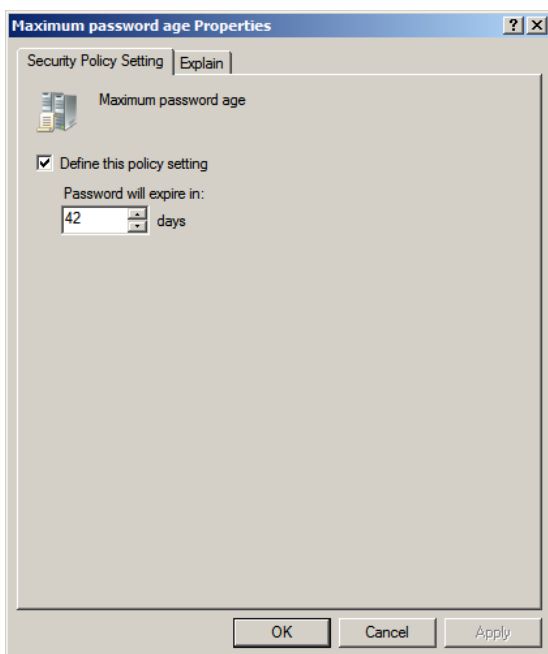 Maximum password age Properties
Security Policy Setting
Explain
Maximum password age
Define this policy setting
Password will expire in:
42 days
OK Cancel Apply